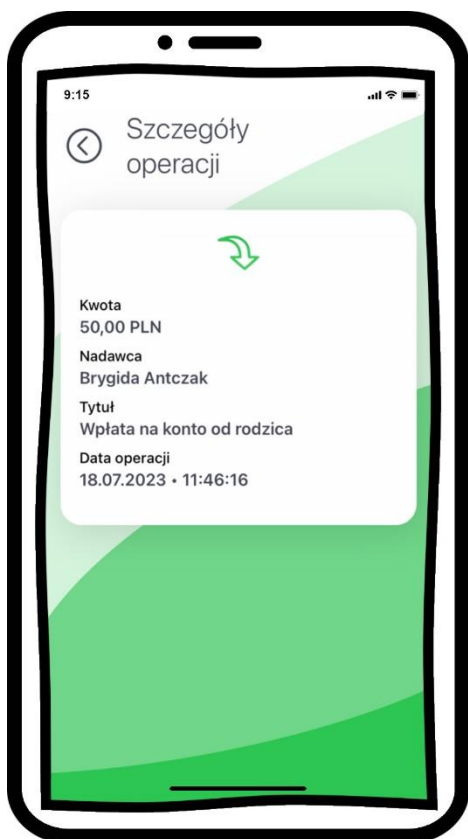 9:15
Szczegóły
operacji
Kwota
50,00 PLN
Nadawca
Brygida Antczak
Tytuł
Wpłata na konto od rodzica
Data operacji
18.07.2023 • 11:46:16